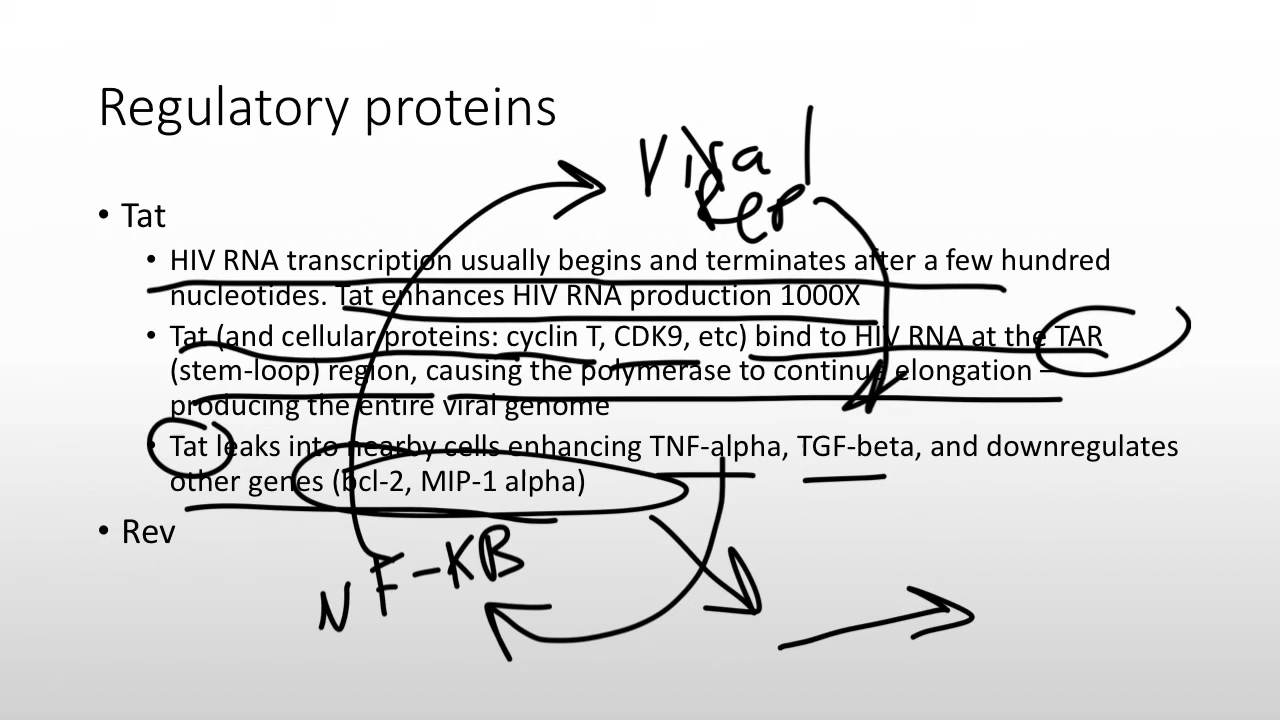 Regulatory proteins
Viral
Rep
• Tat
• HIV RNA transcription usually begins and terminates after a few hundred
nucleotides. Tat enhances HIV RNA production 1000X
• Tat (and cellular proteins: cyclin T, CDK9, etc) bind to HIV RNA at the TAR
(stem-loop) region, causing the polymerase to continue elongation –
producing the entire viral genome
• Tat leaks into nearby cells enhancing TNF-alpha, TGF-beta, and downregulates
other genes (bcl-2, MIP-1 alpha)
• Rev
NF-KB